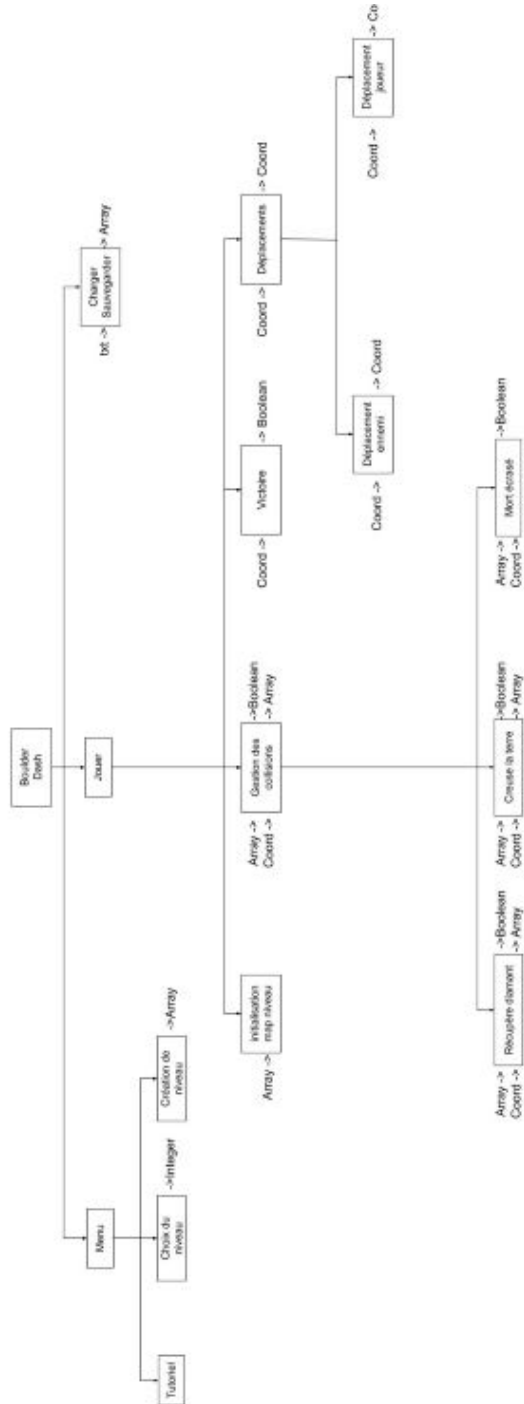 Boulder
Dash
Menu
Jouer
Charger
Sauvegarder
txt ->
-> Array
Tutoriel
Choix du
niveau
->Integer
Création de
niveau
->Array
Initialisation
map niveau
Array ->
Gestion des
collisions
Array ->
Coord ->
->Boolean
-> Array
Victoire
Coord ->
-> Boolean
Déplacements
Coord ->
-> Coord
Déplacement
ennemi
Coord ->
-> Coord
Déplacement
joueur
Coord ->
-> Co
Récupère diamant
Array ->
Coord ->
->Boolean
-> Array
Creuse la terre
Array ->
Coord ->
->Boolean
-> Array
Mort écrasé
Array ->
Coord ->
->Boolean